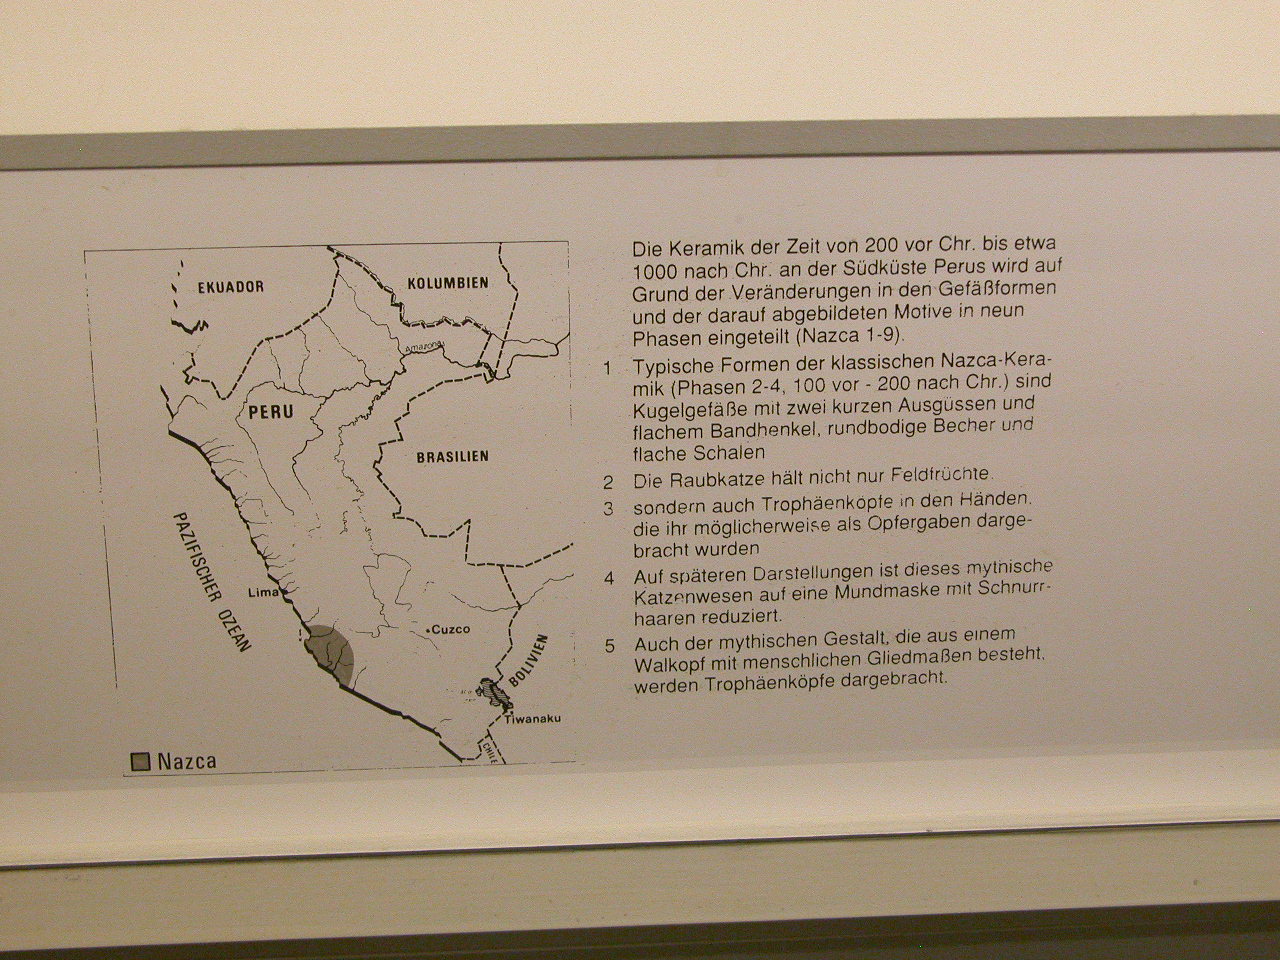 EKUADOR
KOLUMBIEN
Amazonas
PERU
BRASILIEN
PAZIFISCHER OZEAN
Lima
Cuzco
BOLIVIEN
Tiwanaku
CHILE
Nazca
Die Keramik der Zeit von 200 vor Chr. bis etwa
1000 nach Chr. an der Südküste Perus wird auf
Grund der Veränderungen in den Gefäßformen
und der darauf abgebildeten Motive in neun
Phasen eingeteilt (Nazca 1-9).
1 Typische Formen der klassischen Nazca-Kera-
mik (Phasen 2-4, 100 vor - 200 nach Chr.) sind
Kugelgefäße mit zwei kurzen Ausgüssen und
flachem Bandhenkel, rundbodige Becher und
flache Schalen
2 Die Raubkatze hält nicht nur Feldfrüchte.
3 sondern auch Trophäenköpfe in den Händen.
die ihr möglicherweise als Opfergaben darge-
bracht wurden
4 Auf späteren Darstellungen ist dieses mythische
Katzenwesen auf eine Mundmaske mit Schnurr-
haaren reduziert.
5 Auch der mythischen Gestalt, die aus einem
Walkopf mit menschlichen Gliedmaßen besteht,
werden Trophäenköpfe dargebracht.